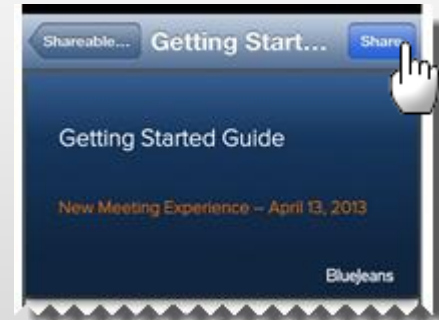 Shareable... Getting Start... Share
Getting Started Guide
New Meeting Experience – April 13, 2013
BlueJeans